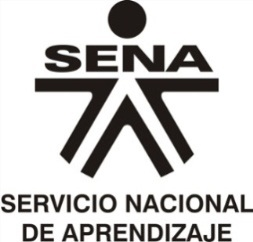 SENA
SERVICIO NACIONAL
DE APRENDIZAJE